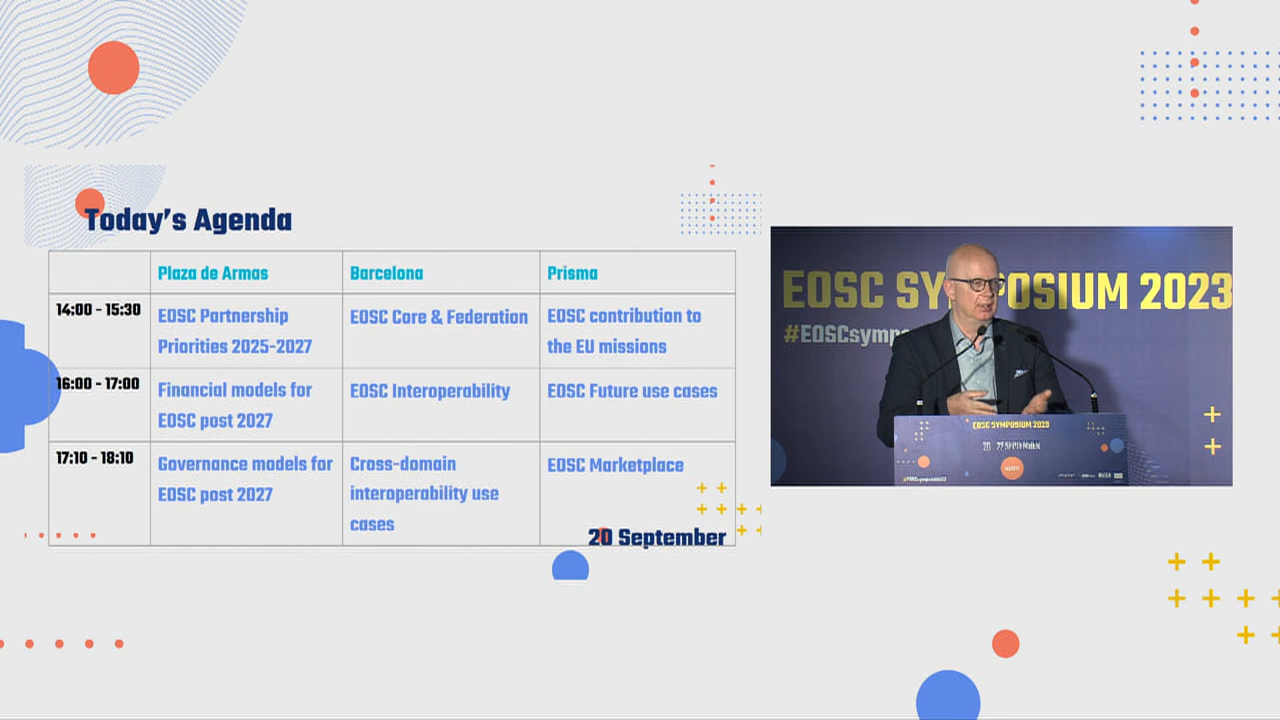 Today's Agenda
Plaza de Armas
Barcelona
Prisma
14:00 - 15:30
EOSC Partnership
Priorities 2025-2027
EOSC Core & Federation
EOSC contribution to
the EU missions
16:00 - 17:00
Financial models for
EOSC post 2027
EOSC Interoperability
EOSC Future use cases
17:10 - 18:10
Governance models for
EOSC post 2027
Cross-domain
interoperability use
cases
EOSC Marketplace
20 September
EOSC SY POSIUM 2023
#EOSCsymp
EOSC SYMPOSIUM 2023